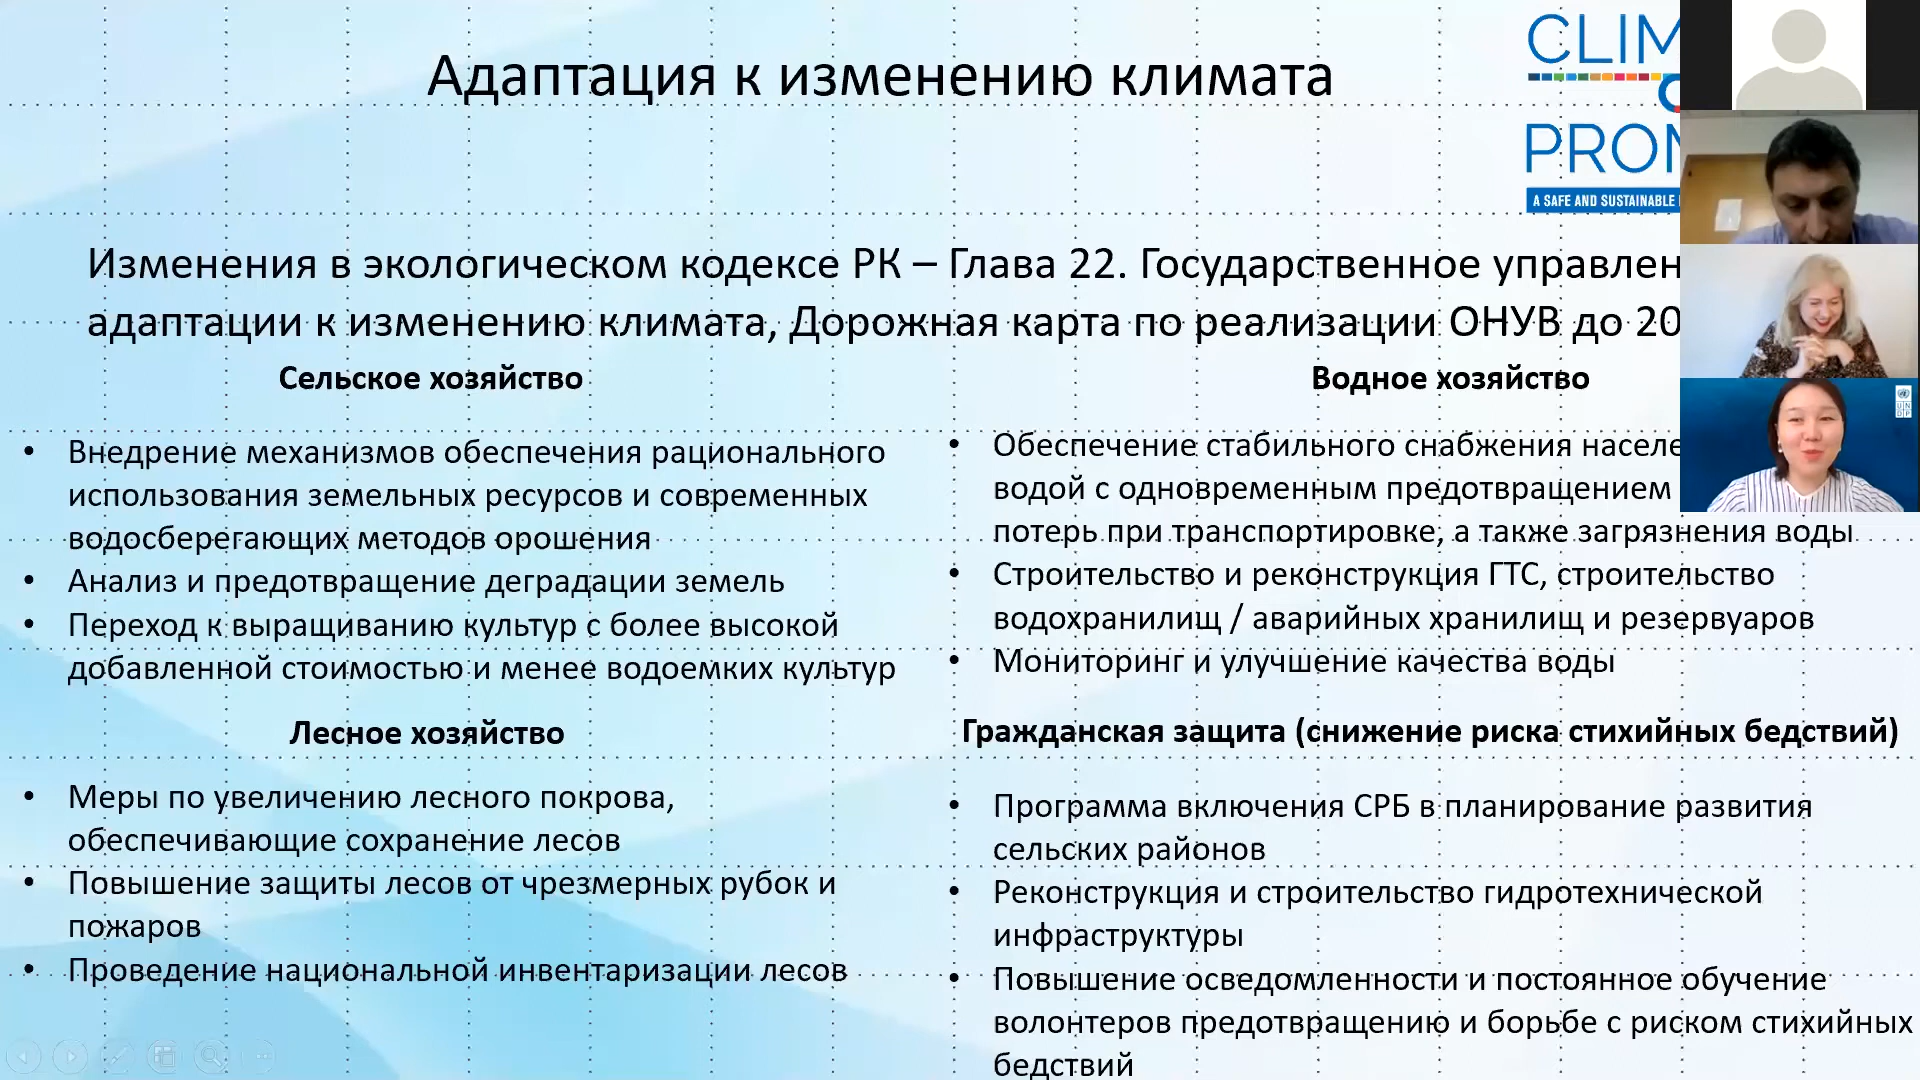 Адаптация к изменению климата
CLIM
PROM
A SAFE AND SUSTAINABLE
Изменения в экологическом кодексе РК – Глава 22. Государственное управлен
адаптации к изменению климата, Дорожная карта по реализации ОНУВ до 20
Сельское хозяйство
• Внедрение механизмов обеспечения рационального
использования земельных ресурсов и современных
водосберегающих методов орошения
• Анализ и предотвращение деградации земель
• Переход к выращиванию культур с более высокой
добавленной стоимостью и менее водоемких культур
Водное хозяйство
• Обеспечение стабильного снабжения населе
водой с одновременным предотвращением
потерь при транспортировке, а также загрязнения воды
• Строительство и реконструкция ГТС, строительство
водохранилищ / аварийных хранилищ и резервуаров
• Мониторинг и улучшение качества воды
Лесное хозяйство
• Меры по увеличению лесного покрова,
обеспечивающие сохранение лесов
• Повышение защиты лесов от чрезмерных рубок и
пожаров
• Проведение национальной инвентаризации лесов
Гражданская защита (снижение риска стихийных бедствий)
• Программа включения СРБ в планирование развития
сельских районов
• Реконструкция и строительство гидротехнической
инфраструктуры
• Повышение осведомленности и постоянное обучение
волонтеров предотвращению и борьбе с риском стихийных
бедствий
UN
DP